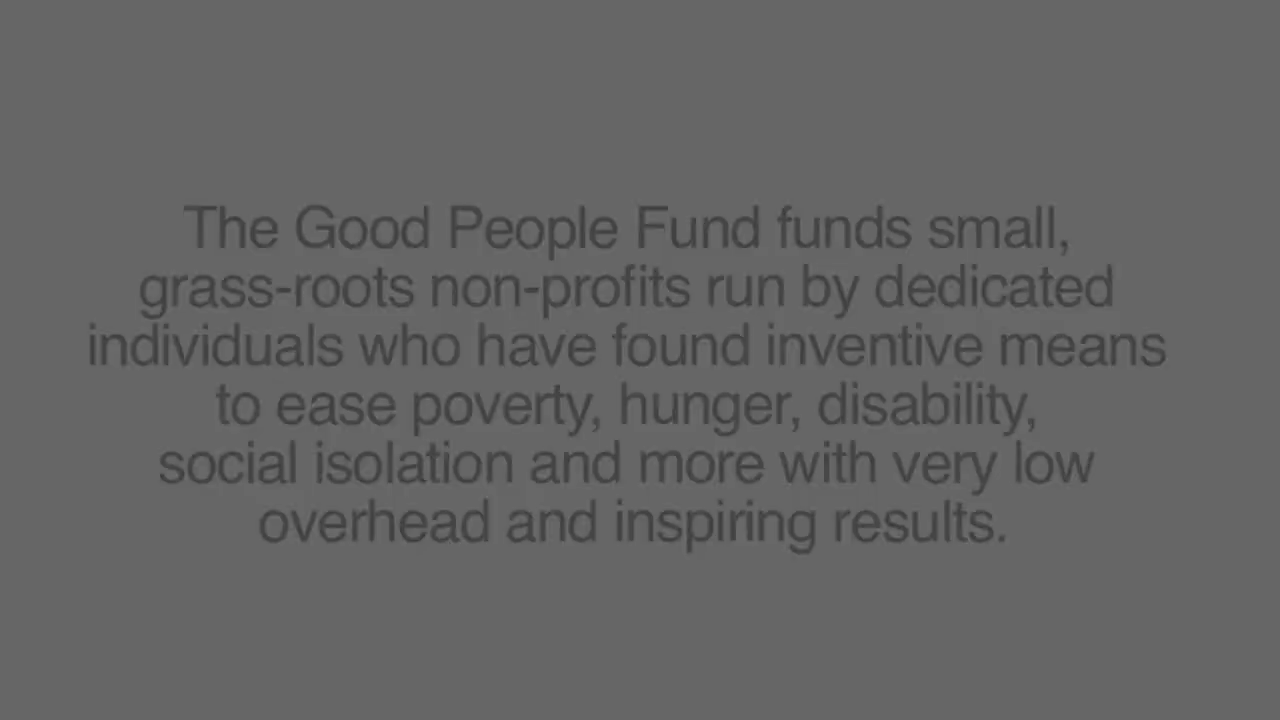 The Good People Fund funds small,
grass-roots non-profits run by dedicated
individuals who have found inventive means
to ease poverty, hunger, disability,
social isolation and more with very low
overhead and inspiring results.